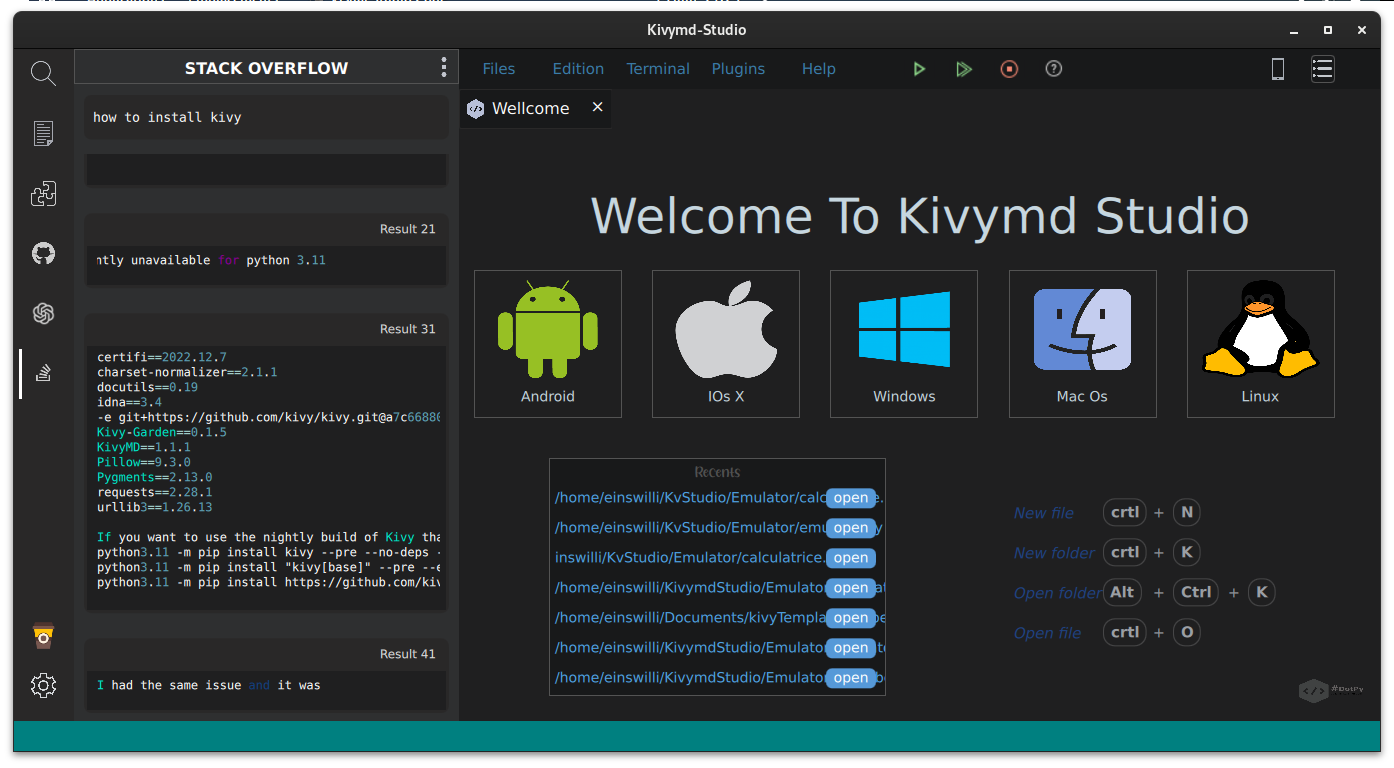 Kivymd-Studio
STACK OVERFLOW
Files Edition Terminal Plugins Help
how to install kivy
Result 21
ntly unavailable for python 3.11
Result 31
certifi==2022.12.7
charset-normalizer==2.1.1
docutils==0.19
idna==3.4
-e git+https://github.com/kivy/kivy.git@a7c66880
Kivy-Garden==0.1.5
KivyMD==1.1.1
Pillow==9.3.0
Pygments==2.13.0
requests==2.28.1
urllib3==1.26.13
If you want to use the nightly build of Kivy tha
python3.11 -m pip install kivy --pre --no-deps -
python3.11 -m pip install "kivy[base]" --pre --e
python3.11 -m pip install https://github.com/kiv
Result 41
I had the same issue and it was
Wellcome
Welcome To Kivymd Studio
Android IOs X Windows Mac Os Linux
Recents
/home/einswilli/KvStudio/Emulator/calc open
/home/einswilli/KvStudio/Emulator/emu open
inswilli/KvStudio/Emulator/calculatrice. open
/home/einswilli/KivymdStudio/Emulator open
/home/einswilli/Documents/kivyTempla open
/home/einswilli/KivymdStudio/Emulator open
/home/einswilli/KivymdStudio/Emulator open
New file crtl + N
New folder crtl + K
Open folder Alt + Ctrl + K
Open file crtl + O
#DotPy